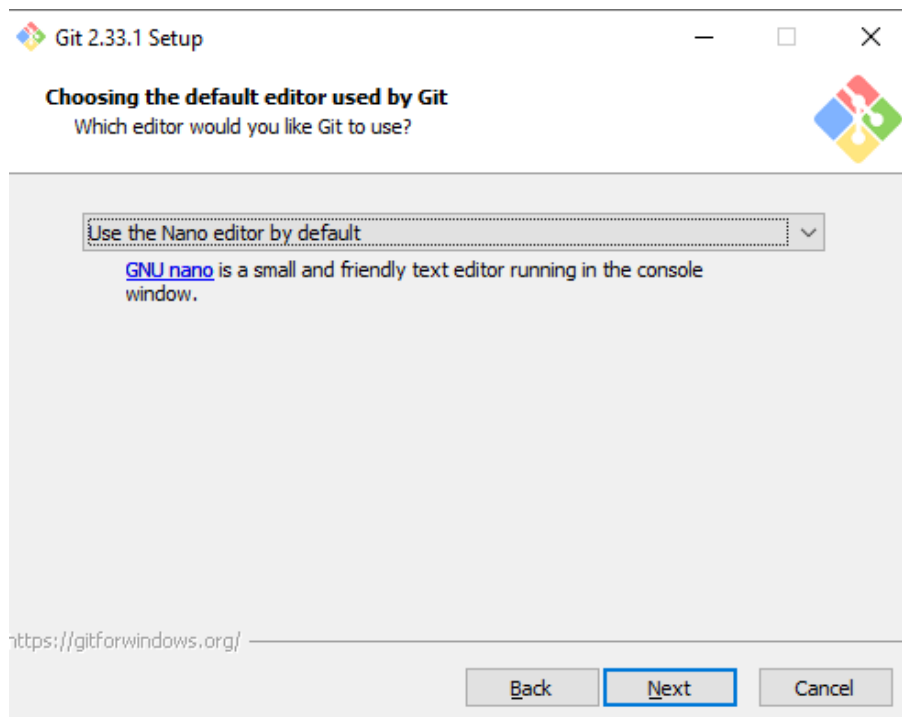 Git 2.33.1 Setup
Choosing the default editor used by Git
Which editor would you like Git to use?
Use the Nano editor by default
GNU nano is a small and friendly text editor running in the console
window.
https://gitforwindows.org/
Back
Next
Cancel